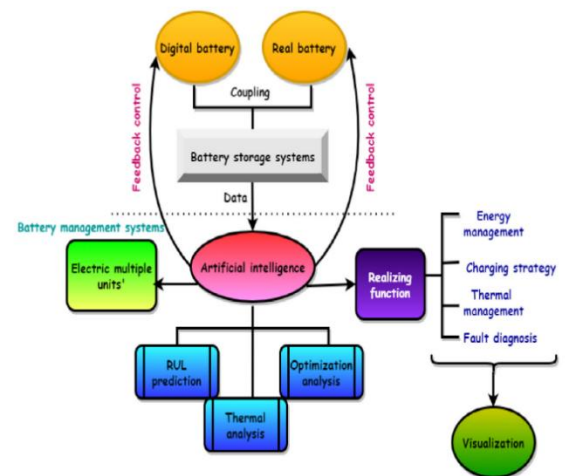 Digital battery
Real battery
Coupling
Feedback control
Feedback control
Battery storage systems
Data
Battery management systems
Electric multiple
units'
Artificial intelligence
Realizing
function
Energy
management
Charging strategy
Thermal
management
Fault diagnosis
RUL
prediction
Optimization
analysis
Thermal
analysis
Visualization